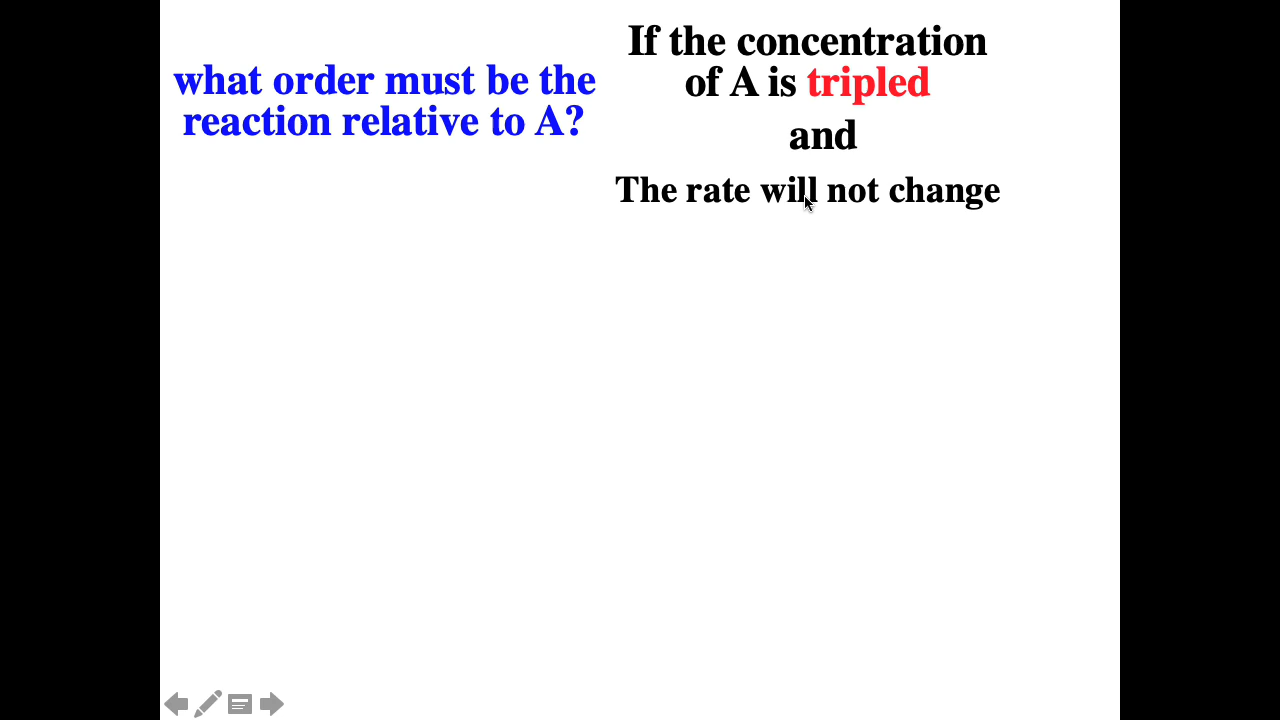 what order must be the
reaction relative to A?
If the concentration
of A is tripled
and
The rate will not change